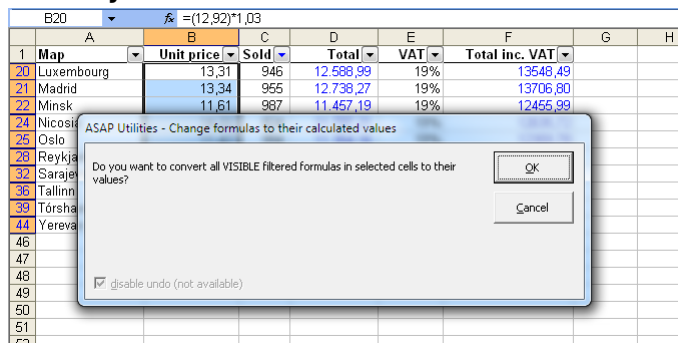 B20 fx =(12,92)*1,03
A B C D E F G H
1 Map Unit price Sold Total VAT Total inc. VAT
20 Luxembourg 13,31 946 12.588,99 19% 13548,49
21 Madrid 13,34 955 12.738,27 19% 13706,80
22 Minsk 11,61 987 11.457,19 19% 12455,99
24 Nicosia
ASAP Utilities - Change formulas to their calculated values
25 Oslo
28 Reykja
Do you want to convert all VISIBLE filtered formulas in selected cells to their
values?
OK
32 Sarajev
36 Tallinn
39 Tórsha
Cancel
44 Yereva
46
47
48
disable undo (not available)
49
50
51